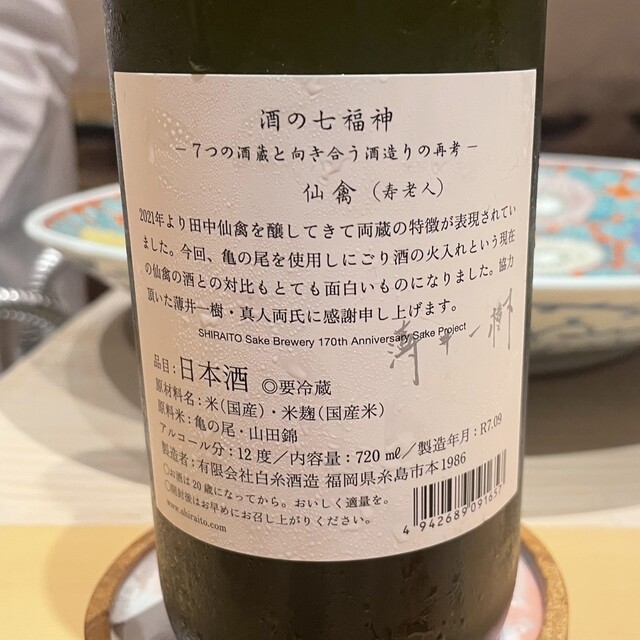 酒の七福神
－７つの酒蔵と向き合う酒造りの再考－
仙禽（寿老人）
2021年より田中仙禽を醸してきて両蔵の特徴が表現されてい
ました。今回、亀の尾を使用しにごり酒の火入れという現在
の仙禽の酒との対比もとても面白いものになりました。協力
頂いた薄井一樹・真人両氏に感謝申し上げます。
SHIRAITO Sake Brewery 170th Anniversary Sake Project
薄井一樹
品目：日本酒 ◎要冷蔵
原材料名：米（国産）・米麹（国産米）
原料米：亀の尾・山田錦
アルコール分：12度／内容量：720㎖／製造年月：R7.09
製造者：有限会社白糸酒造 福岡県糸島市本1986
○お酒は20歳になってから。おいしく適量を。
○開封後はお早めにお召し上がりください。
www.shiraito.com
4 942689 091657